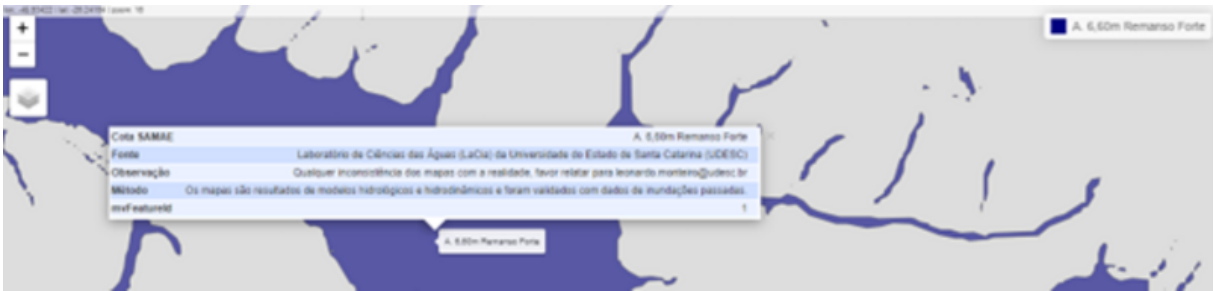 +
A. 6,60m Remanso Forte
−
Cota SAMAE A. 6,60m Remanso Forte
Fonte Laboratório de Ciências das Águas (LaCia) da Universidade do Estado de Santa Catarina (UDESC)
Observação Qualquer inconsistência dos mapas com a realidade, favor relatar para leonardo.monteiro@udesc.br
Método Os mapas são resultados de modelos hidrológicos e hidrodinâmicos e foram validados com dados de inundações passadas.
mvFeatureId 1
A. 6,60m Remanso Forte